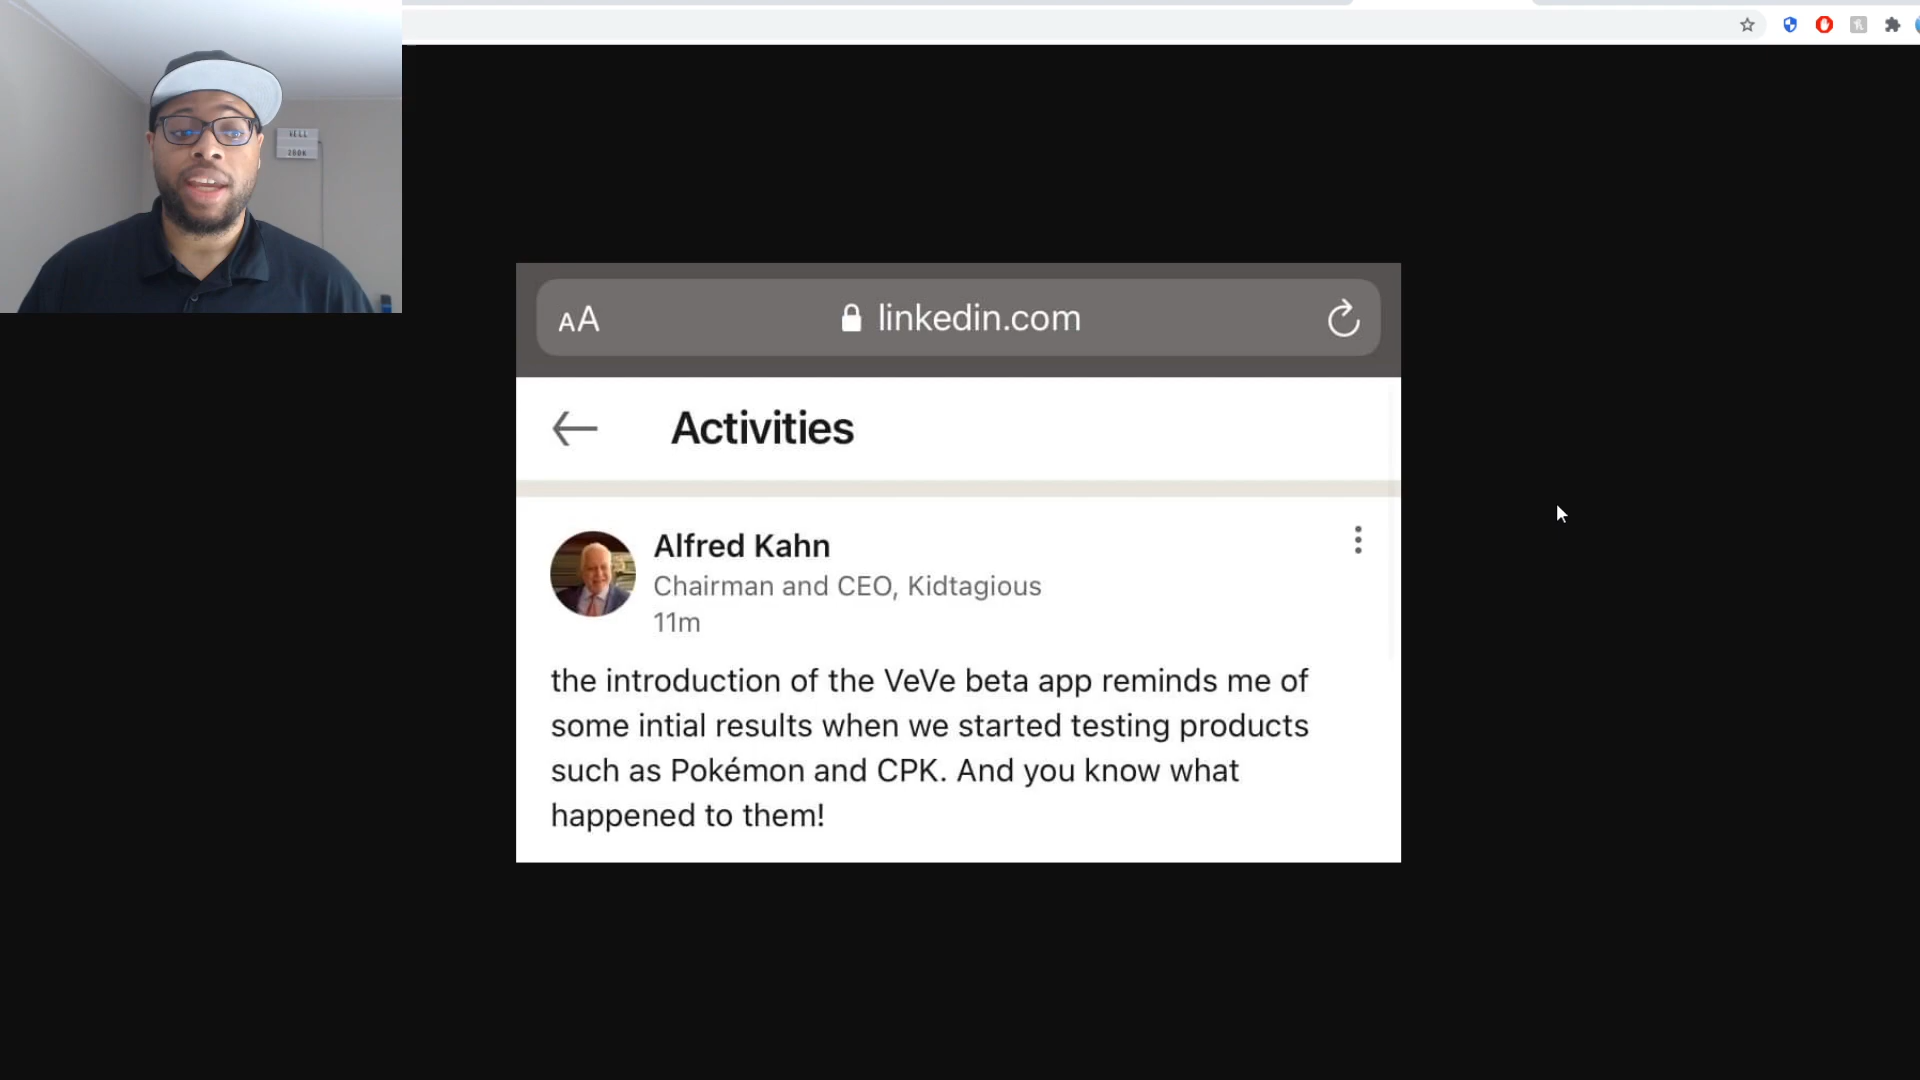 VELL
260K
AA linkedin.com
Activities
Alfred Kahn
Chairman and CEO, Kidtagious
11m
the introduction of the VeVe beta app reminds me of
some intial results when we started testing products
such as Pokémon and CPK. And you know what
happened to them!